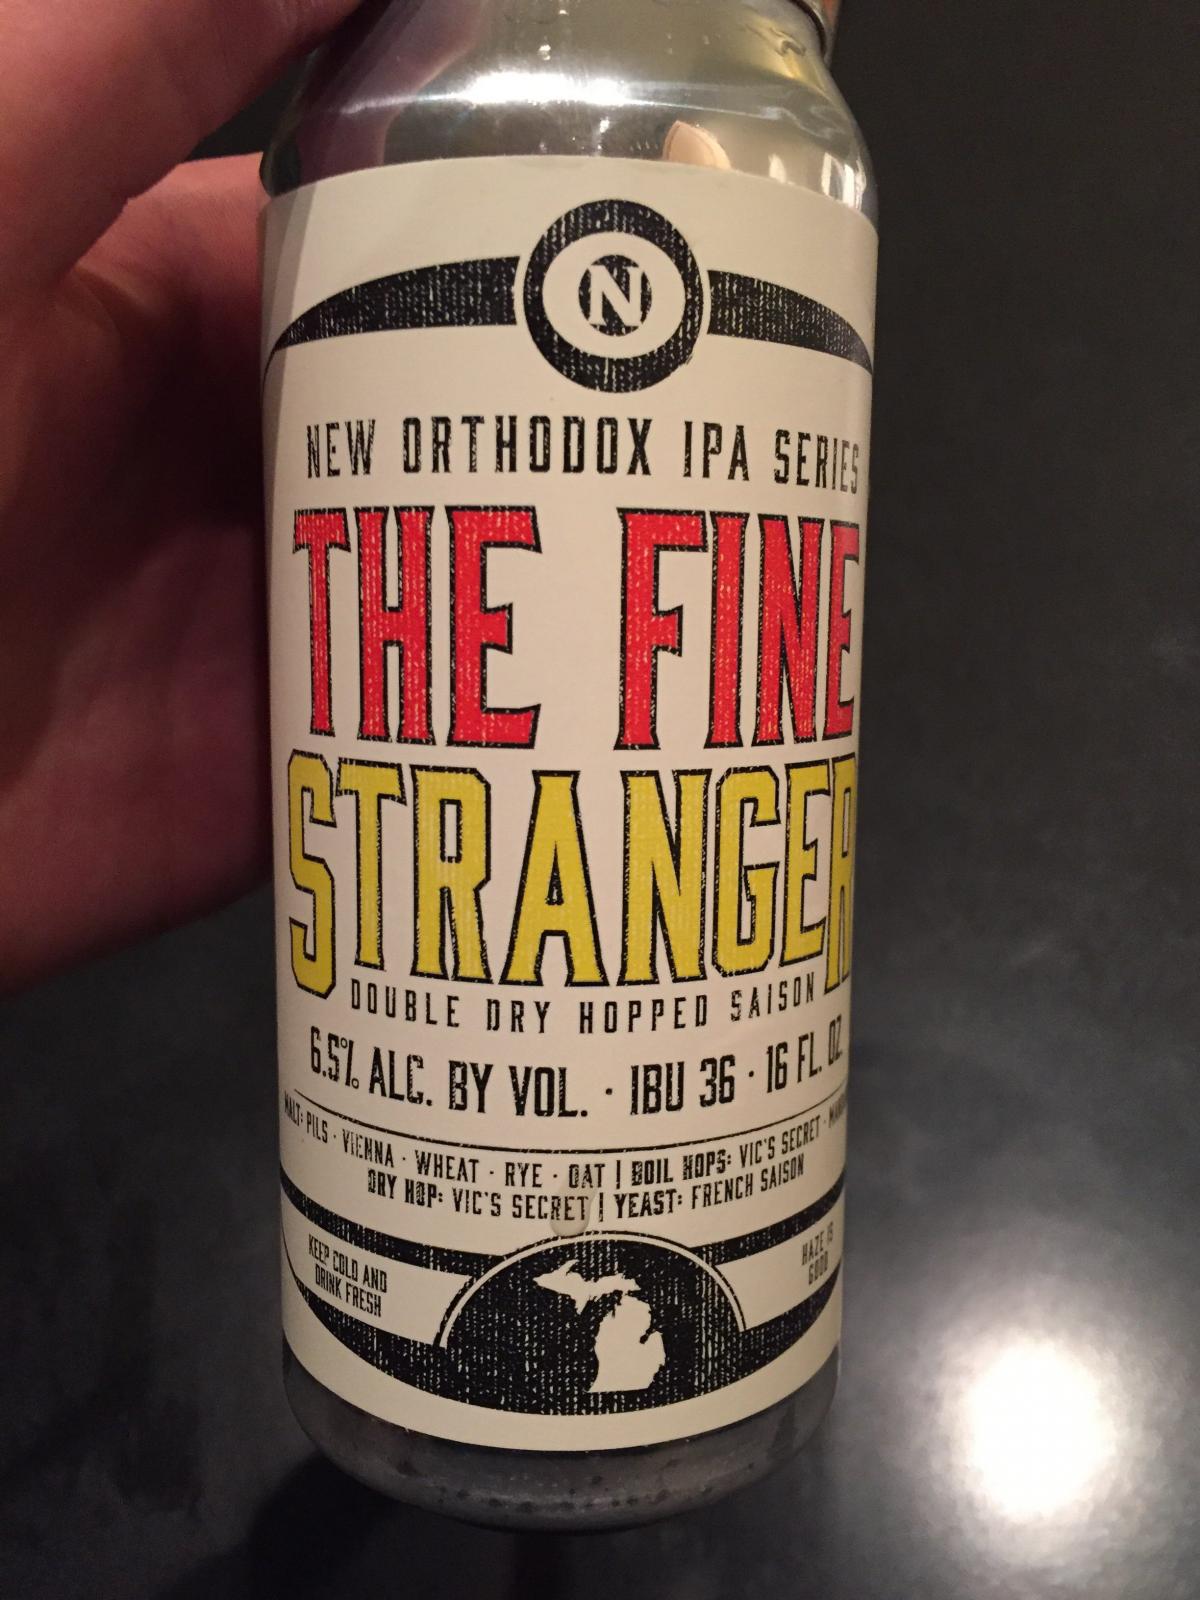 N
NEW ORTHODOX IPA SERIES
THE FINE
STRANGER
DOUBLE DRY HOPPED SAISON
6.5% ALC. BY VOL. · IBU 36 · 16 FL. OZ.
MALT: PILS · VIENNA · WHEAT · RYE · OAT | BOIL HOPS: VIC'S SECRET ·
DRY HOP: VIC'S SECRET | YEAST: FRENCH SAISON
KEEP COLD AND
DRINK FRESH
HAZE IS
GOOD